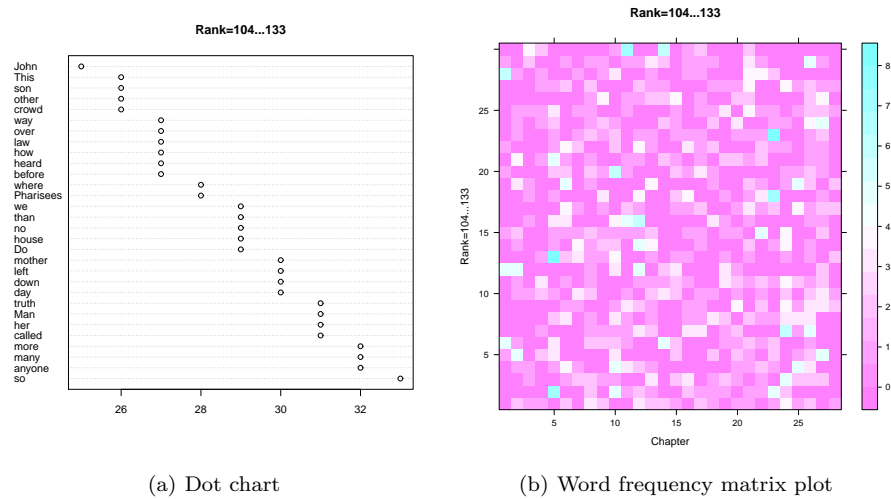 Rank=104...133
John
This
son
other
crowd
way
over
law
how
heard
before
where
Pharisees
we
than
no
house
Do
mother
left
down
day
truth
Man
her
called
more
many
anyone
so
26 28 30 32
(a) Dot chart
Rank=104...133
Rank=104...133
25
20
15
10
5
5 10 15 20 25
Chapter
8
7
6
5
4
3
2
1
0
(b) Word frequency matrix plot